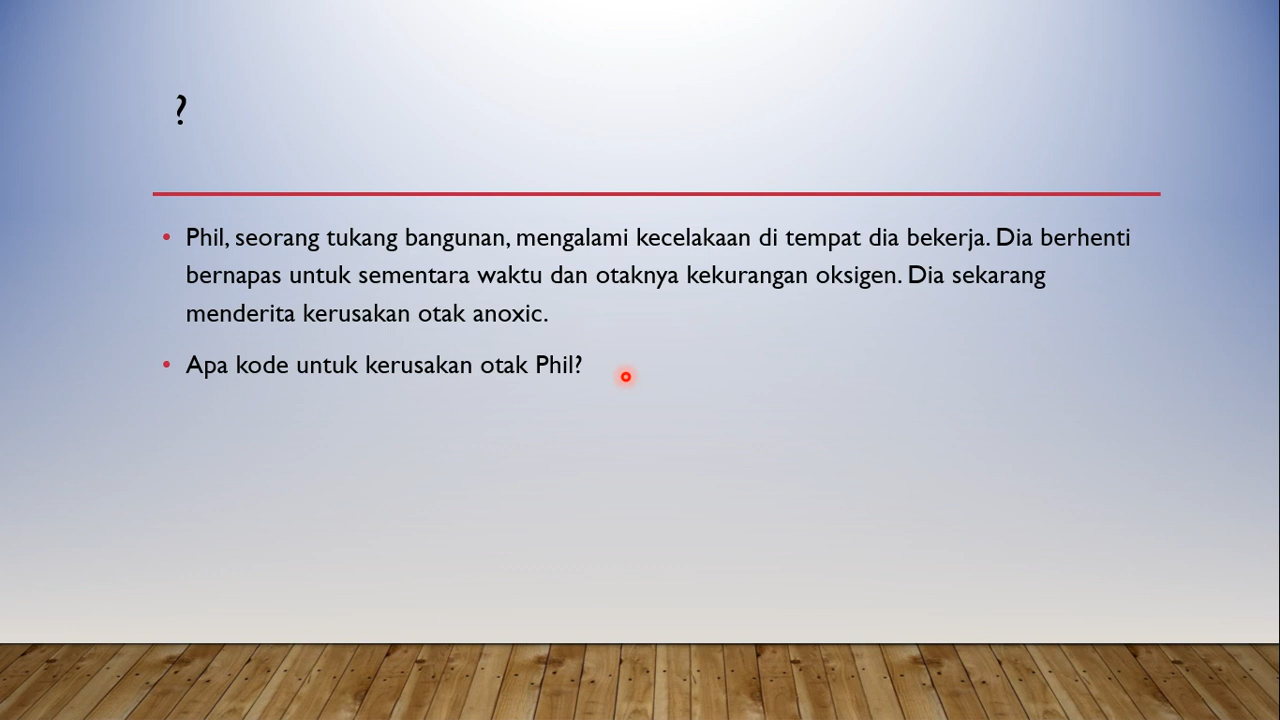 ?
Phil, seorang tukang bangunan, mengalami kecelakaan di tempat dia bekerja. Dia berhenti
bernapas untuk sementara waktu dan otaknya kekurangan oksigen. Dia sekarang
menderita kerusakan otak anoxic.
Apa kode untuk kerusakan otak Phil?